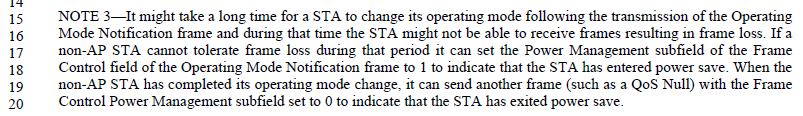 14
15 NOTE 3—It might take a long time for a STA to change its operating mode following the transmission of the Operating
16 Mode Notification frame and during that time the STA might not be able to receive frames resulting in frame loss. If a
17 non-AP STA cannot tolerate frame loss during that period it can set the Power Management subfield of the Frame
18 Control field of the Operating Mode Notification frame to 1 to indicate that the STA has entered power save. When the
19 non-AP STA has completed its operating mode change, it can send another frame (such as a QoS Null) with the Frame
20 Control Power Management subfield set to 0 to indicate that the STA has exited power save.